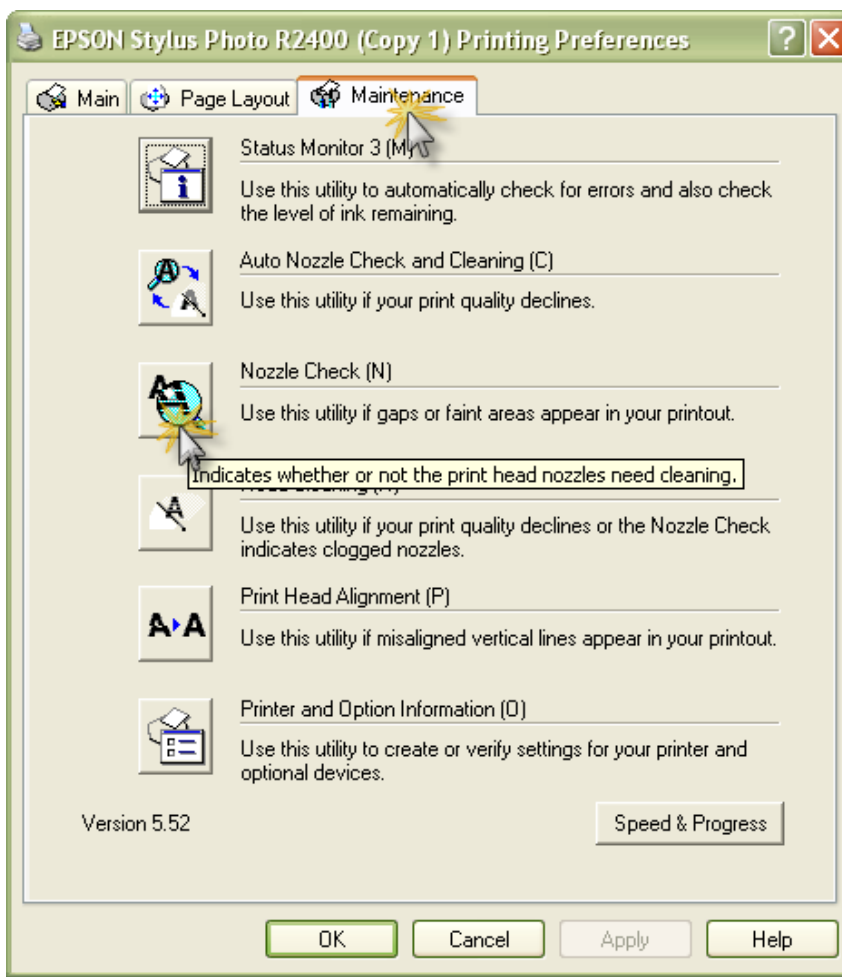 EPSON Stylus Photo R2400 (Copy 1) Printing Preferences
Main Page Layout Maintenance
Status Monitor 3 (M)
Use this utility to automatically check for errors and also check
the level of ink remaining.
Auto Nozzle Check and Cleaning (C)
Use this utility if your print quality declines.
Nozzle Check (N)
Use this utility if gaps or faint areas appear in your printout.
Indicates whether or not the print head nozzles need cleaning.
Use this utility if your print quality declines or the Nozzle Check
indicates clogged nozzles.
Print Head Alignment (P)
Use this utility if misaligned vertical lines appear in your printout.
Printer and Option Information (O)
Use this utility to create or verify settings for your printer and
optional devices.
Version 5.52
Speed & Progress
OK Cancel Apply Help